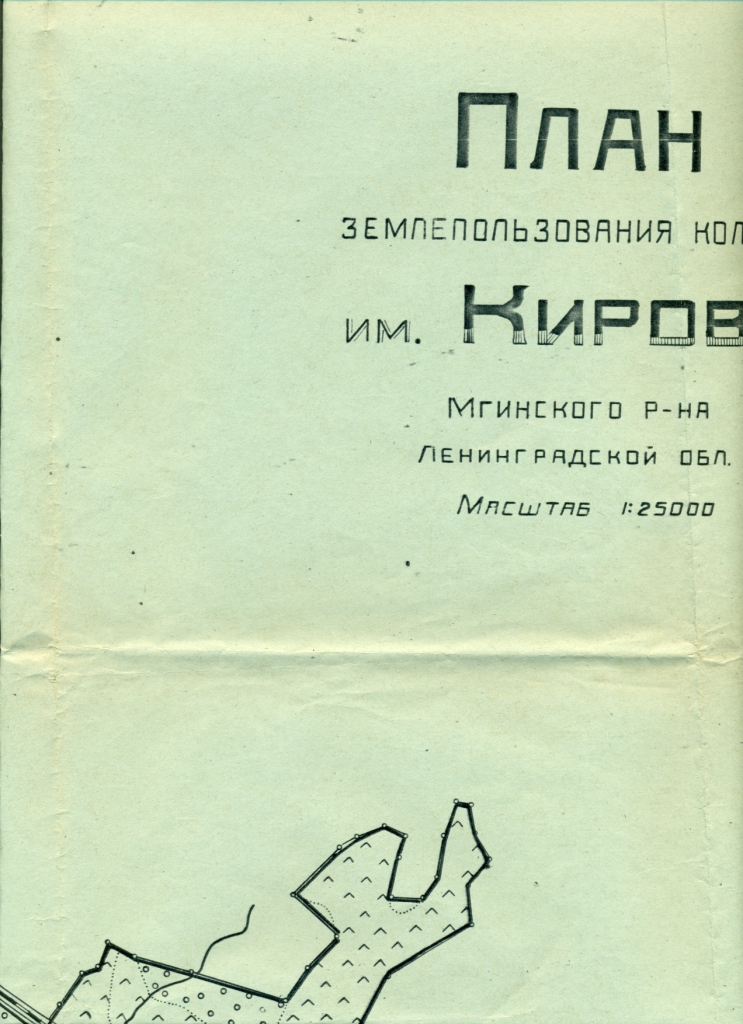 План
землепользования кол
им. Киров
Мгинского р-на
Ленинградской обл.
Масштаб 1:25000